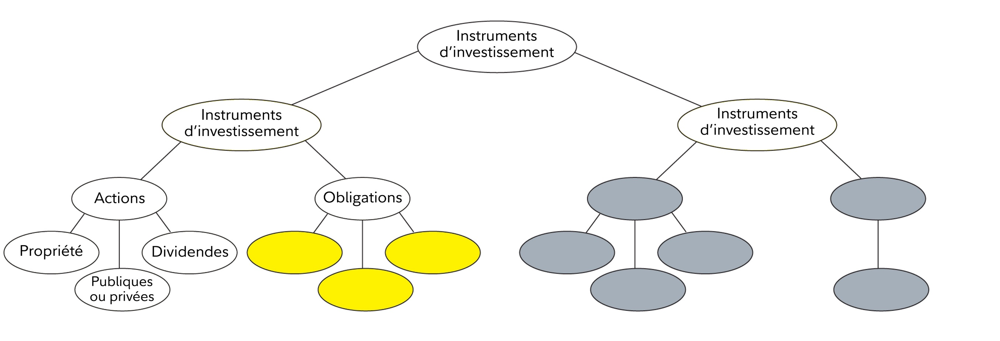 Instruments
d’investissement
Instruments
d’investissement
Instruments
d’investissement
Actions
Obligations
Propriété
Dividendes
Publiques
ou privées